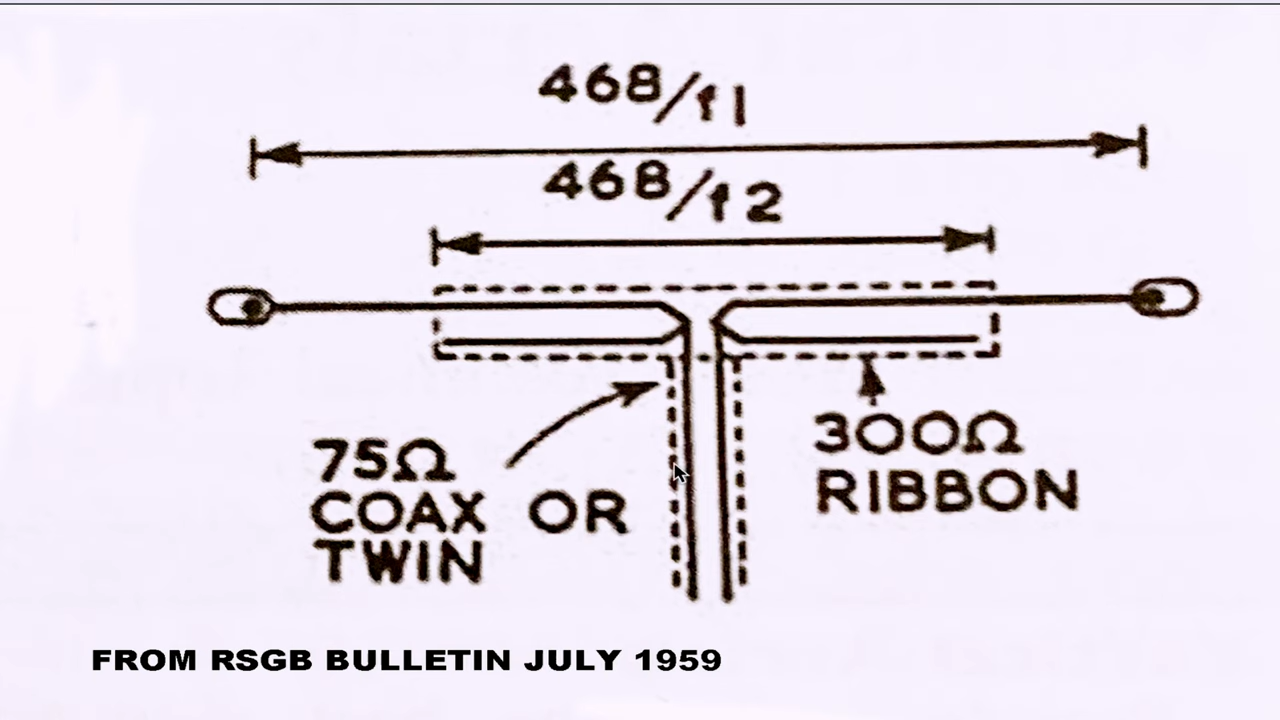 468/f1
468/f2
75Ω
COAX OR
TWIN
300Ω
RIBBON
FROM RSGB BULLETIN JULY 1959